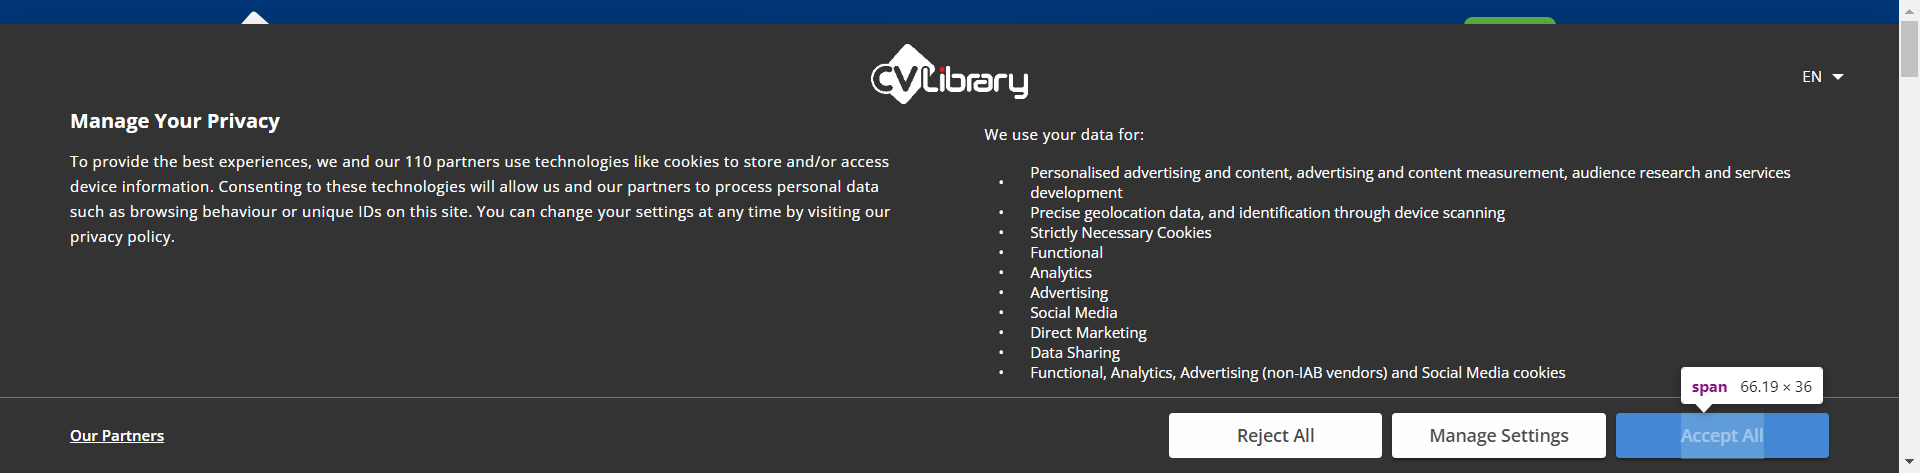 CV Library
EN
Manage Your Privacy
To provide the best experiences, we and our 110 partners use technologies like cookies to store and/or access
device information. Consenting to these technologies will allow us and our partners to process personal data
such as browsing behaviour or unique IDs on this site. You can change your settings at any time by visiting our
privacy policy.
We use your data for:
• Personalised advertising and content, advertising and content measurement, audience research and services
development
• Precise geolocation data, and identification through device scanning
• Strictly Necessary Cookies
• Functional
• Analytics
• Advertising
• Social Media
• Direct Marketing
• Data Sharing
• Functional, Analytics, Advertising (non-IAB vendors) and Social Media cookies
span 66.19 × 36
Our Partners
Reject All
Manage Settings
Accept All